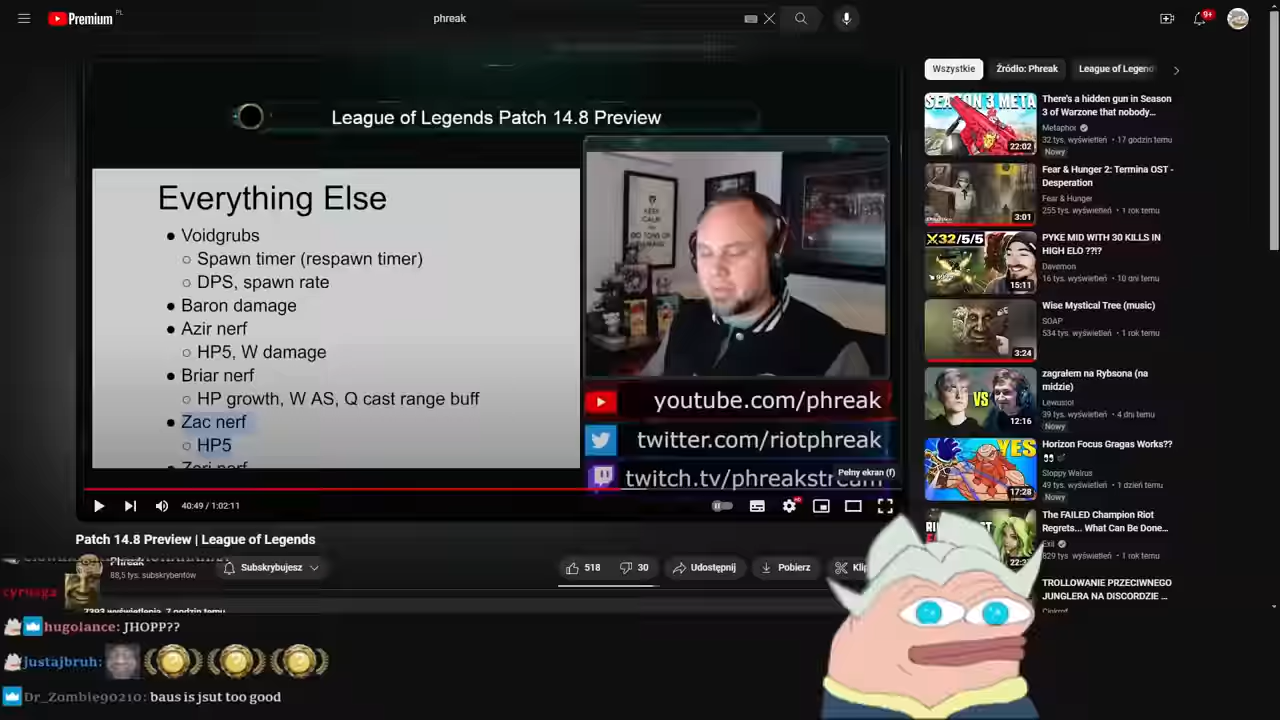 Premium PL
phreak
9+
League of Legends Patch 14.8 Preview
Everything Else
● Voidgrubs
○ Spawn timer (respawn timer)
○ DPS, spawn rate
● Baron damage
● Azir nerf
○ HP5, W damage
● Briar nerf
○ HP growth, W AS, Q cast range buff
● Zac nerf
○ HP5
Zeri nerf
KEEP
youtube.com/phreak
twitter.com/riotphreak
twitch.tv/phreakstream
Pełny ekran (f)
40:49 / 1:02:11
Patch 14.8 Preview | League of Legends
Phreak
88,5 tys. subskrybentów
Subskrybujesz
518
30
Udostępnij
Pobierz
Klip
7393 wyświetlenia 7 godzin temu
Wszystkie
Źródło: Phreak
League of Legend
SEASON 3 META
22:02
There's a hidden gun in Season
3 of Warzone that nobody...
Metaphor
32 tys. wyświetleń • 17 godzin temu
Nowy
3:01
Fear & Hunger 2: Termina OST -
Desperation
Fear & Hunger
255 tys. wyświetleń • 1 rok temu
X32/5/5
15:11
PYKE MID WITH 30 KILLS IN
HIGH ELO ??!?
Davemon
16 tys. wyświetleń • 10 dni temu
3:24
Wise Mystical Tree (music)
SOAP
534 tys. wyświetleń • 1 rok temu
VS
12:16
zagrałem na Rybsona (na
midzie)
Lewusiol
39 tys. wyświetleń • 4 dni temu
Nowy
YES
17:28
Horizon Focus Gragas Works??
Sloppy Walrus
49 tys. wyświetleń • 1 dzień temu
Nowy
The FAILED Champion Riot
Regrets... What Can Be Done...
Exil
829 tys. wyświetleń • 1 rok temu
TROLLOWANIE PRZECIWNEGO
JUNGLERA NA DISCORDZIE ...
hugolance: JHOPP??
justajbruh:
Dr_Zombie90210: baus is jsut too good